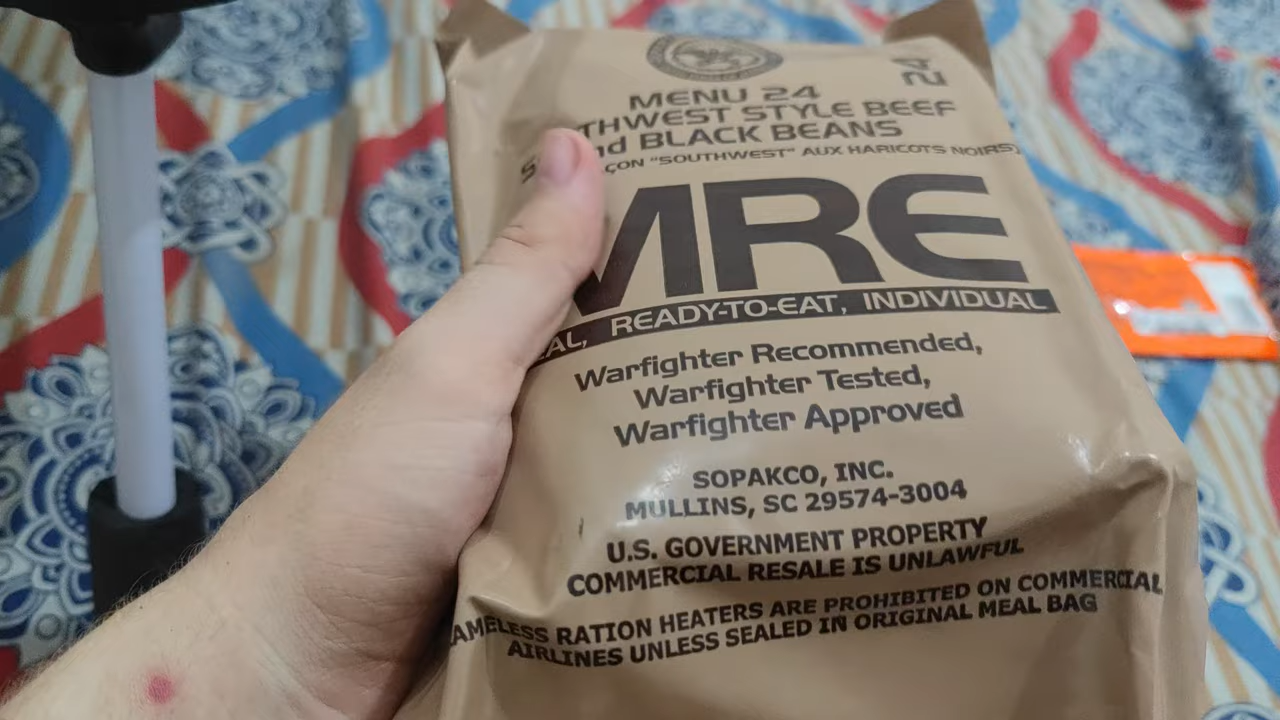 24
MENU 24
THWEST STYLE BEEF
nd BLACK BEANS
ÇON "SOUTHWEST" AUX HARICOTS NOIRS)
MRE
EAL, READY-TO-EAT, INDIVIDUAL
Warfighter Recommended,
Warfighter Tested,
Warfighter Approved
SOPAKCO, INC.
MULLINS, SC 29574-3004
U.S. GOVERNMENT PROPERTY
COMMERCIAL RESALE IS UNLAWFUL
AMELESS RATION HEATERS ARE PROHIBITED ON COMMERCIAL
AIRLINES UNLESS SEALED IN ORIGINAL MEAL BAG